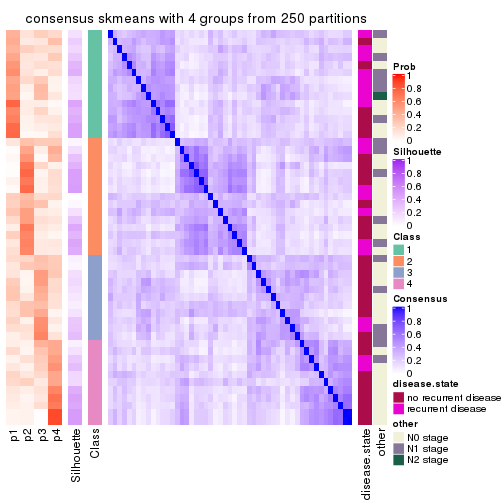 consensus skmeans with 4 groups from 250 partitions
Prob
1
0.8
0.6
0.4
0.2
0
Silhouette
1
0.8
0.6
0.4
0.2
0
Class
1
2
3
4
Consensus
1
0.8
0.6
0.4
0.2
0
disease.state
no recurrent disease
recurrent disease
other
N0 stage
N1 stage
N2 stage
p1
p2
p3
p4
Silhouette
Class
disease.state
other